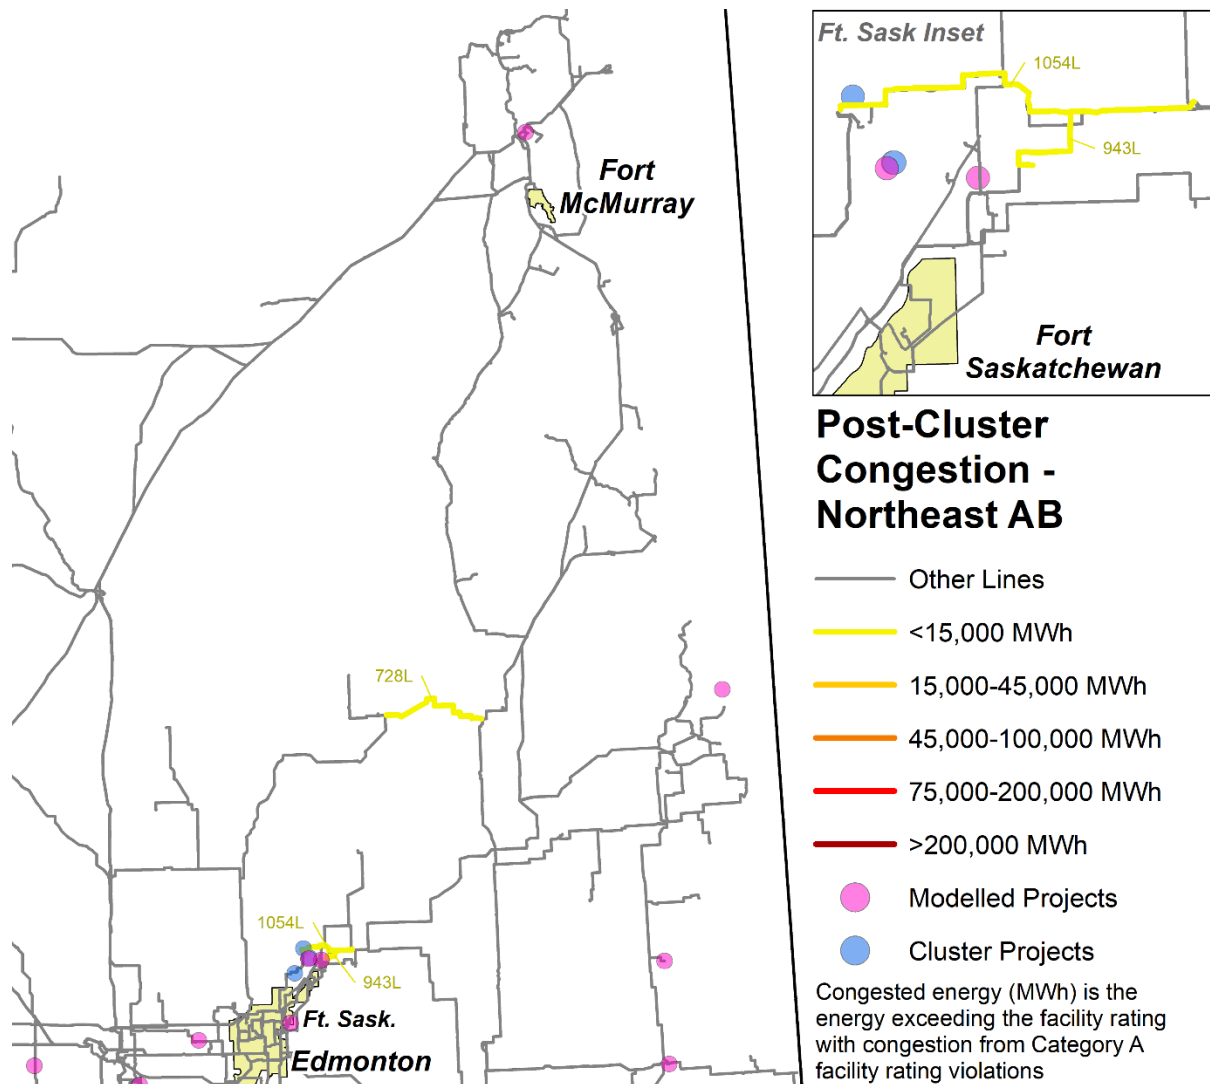 Ft. Sask Inset
1054L
943L
Fort
Saskatchewan
Fort
McMurray
728L
1054L
943L
Ft. Sask.
Edmonton
Post-Cluster
Congestion -
Northeast AB
Other Lines
<15,000 MWh
15,000-45,000 MWh
45,000-100,000 MWh
75,000-200,000 MWh
>200,000 MWh
Modelled Projects
Cluster Projects
Congested energy (MWh) is the
energy exceeding the facility rating
with congestion from Category A
facility rating violations